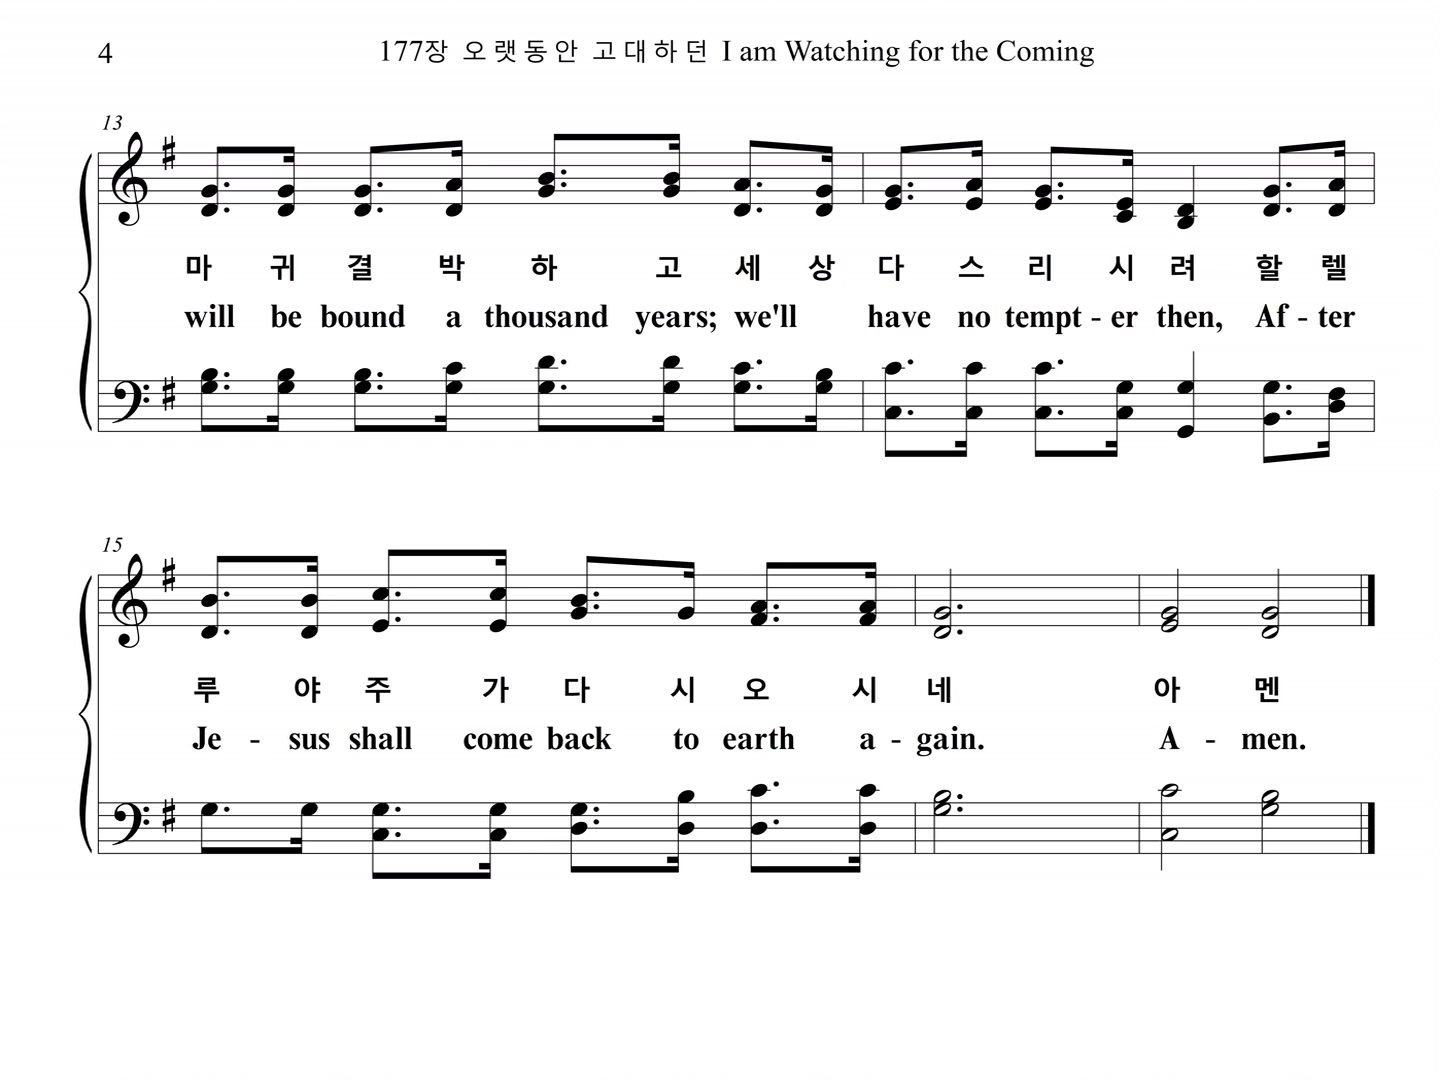 4
177장 오랫동안 고대하던 I am Watching for the Coming
13
마 귀 결 박 하 고 세 상 다 스 리 시 려 할 렐
will be bound a thousand years; we'll have no tempt - er then, Af - ter
15
루 야 주 가 다 시 오 시 네 아 멘
Je - sus shall come back to earth a - gain. A - men.